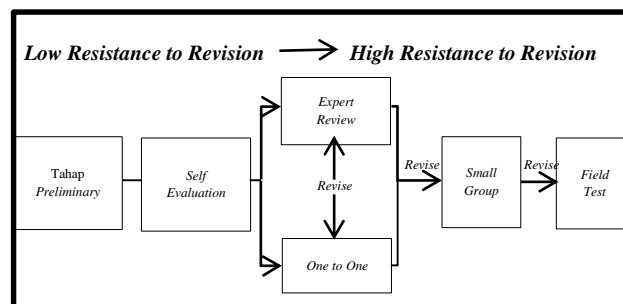 Low Resistance to Revision High Resistance to Revision
Tahap
Preliminary
Self
Evaluation
Expert
Review
Revise
One to One
Revise
Small
Group
Revise
Field
Test